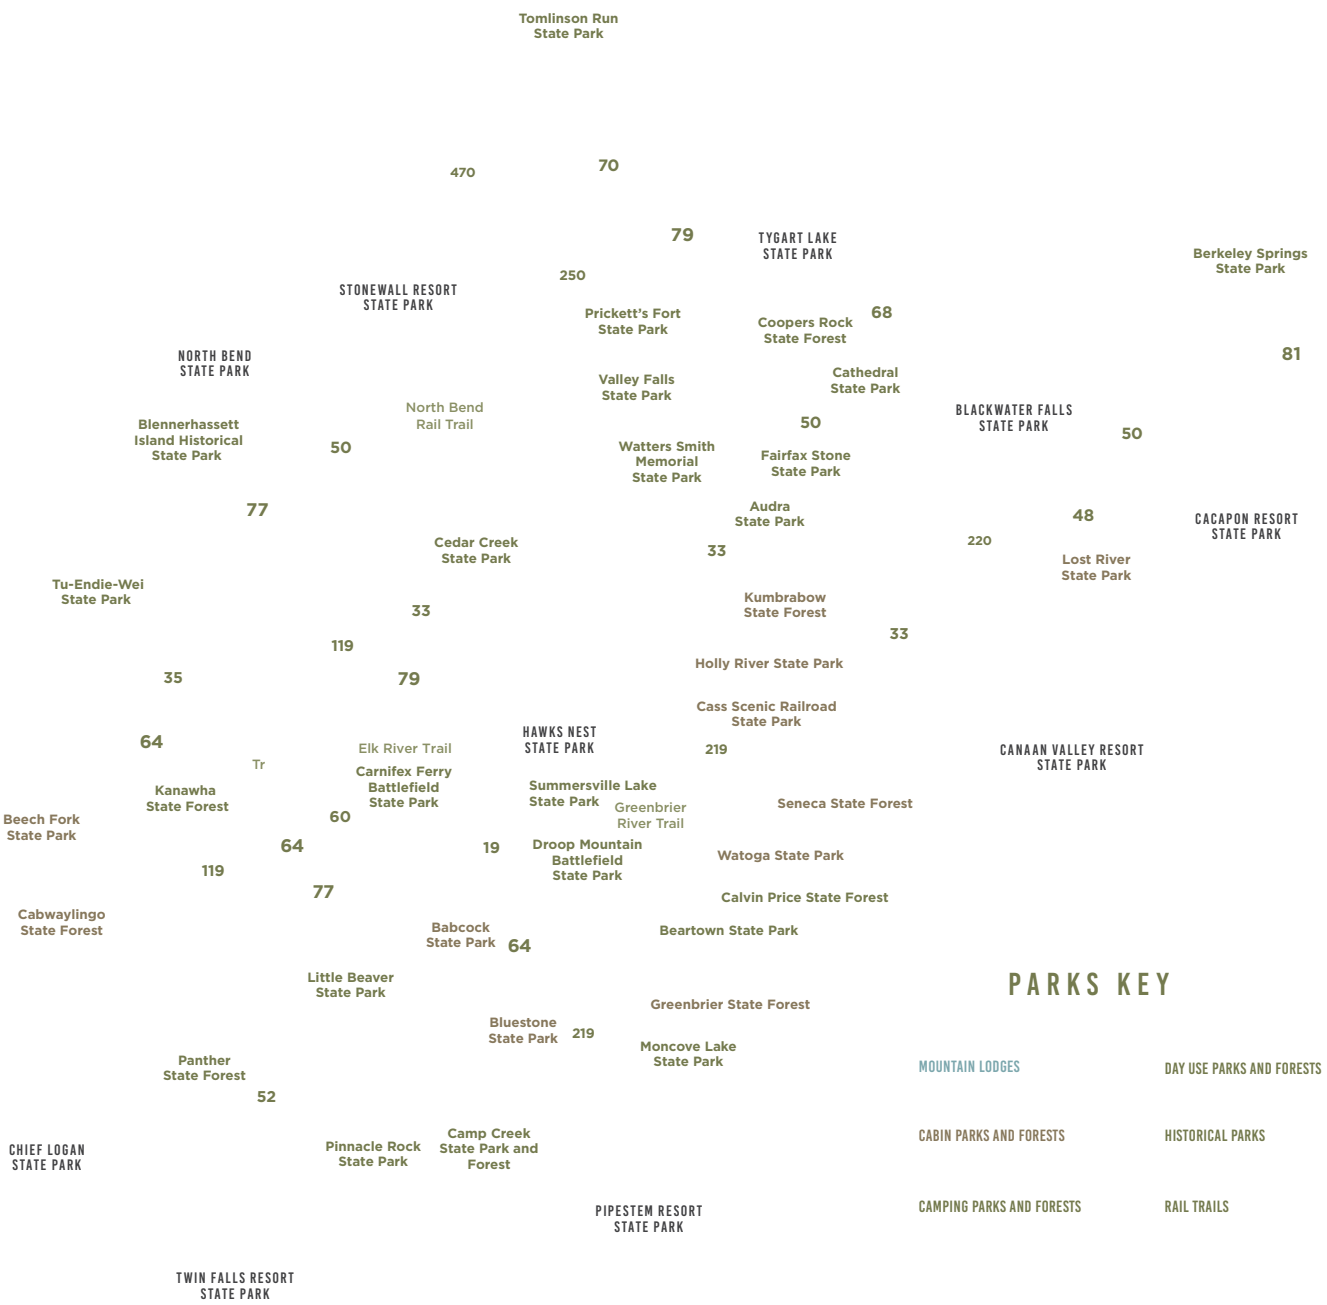 Tomlinson Run
State Park
470
70
79
TYGART LAKE
STATE PARK
Berkeley Springs
State Park
250
STONEWALL RESORT
STATE PARK
Prickett's Fort
State Park
Coopers Rock
State Forest
68
81
NORTH BEND
STATE PARK
Valley Falls
State Park
Cathedral
State Park
North Bend
Rail Trail
BLACKWATER FALLS
STATE PARK
Blennerhassett
Island Historical
State Park
50
50
50
Watters Smith
Memorial
State Park
Fairfax Stone
State Park
77
Audra
State Park
48
CACAPON RESORT
STATE PARK
Cedar Creek
State Park
33
220
Lost River
State Park
Tu-Endie-Wei
State Park
33
Kumbrabow
State Forest
33
119
Holly River State Park
35
79
Cass Scenic Railroad
State Park
64
HAWKS NEST
STATE PARK
219
CANAAN VALLEY RESORT
STATE PARK
Elk River Trail
Tr
Carnifex Ferry
Battlefield
State Park
Kanawha
State Forest
Summersville Lake
State Park
Greenbrier
River Trail
Seneca State Forest
Beech Fork
State Park
60
64
19
Droop Mountain
Battlefield
State Park
Watoga State Park
119
77
Calvin Price State Forest
Cabwaylingo
State Forest
Babcock
State Park
64
Beartown State Park
Little Beaver
State Park
PARKS KEY
Greenbrier State Forest
Bluestone
State Park
219
Moncove Lake
State Park
Panther
State Forest
52
MOUNTAIN LODGES
DAY USE PARKS AND FORESTS
CHIEF LOGAN
STATE PARK
Pinnacle Rock
State Park
Camp Creek
State Park and
Forest
CABIN PARKS AND FORESTS
HISTORICAL PARKS
PIPESTEM RESORT
STATE PARK
CAMPING PARKS AND FORESTS
RAIL TRAILS
TWIN FALLS RESORT
STATE PARK